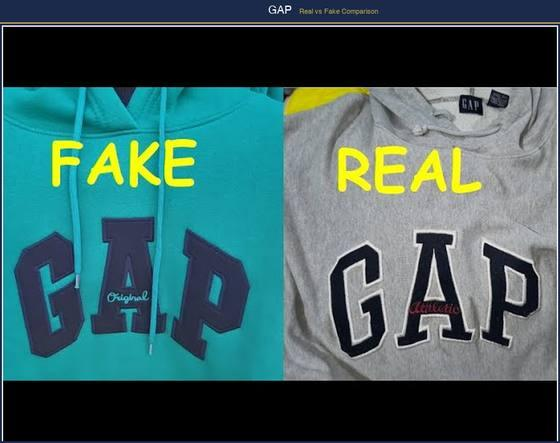 GAP Real vs Fake Comparison
FAKE
REAL
GAP
GAP
Original
GAP
Athletic